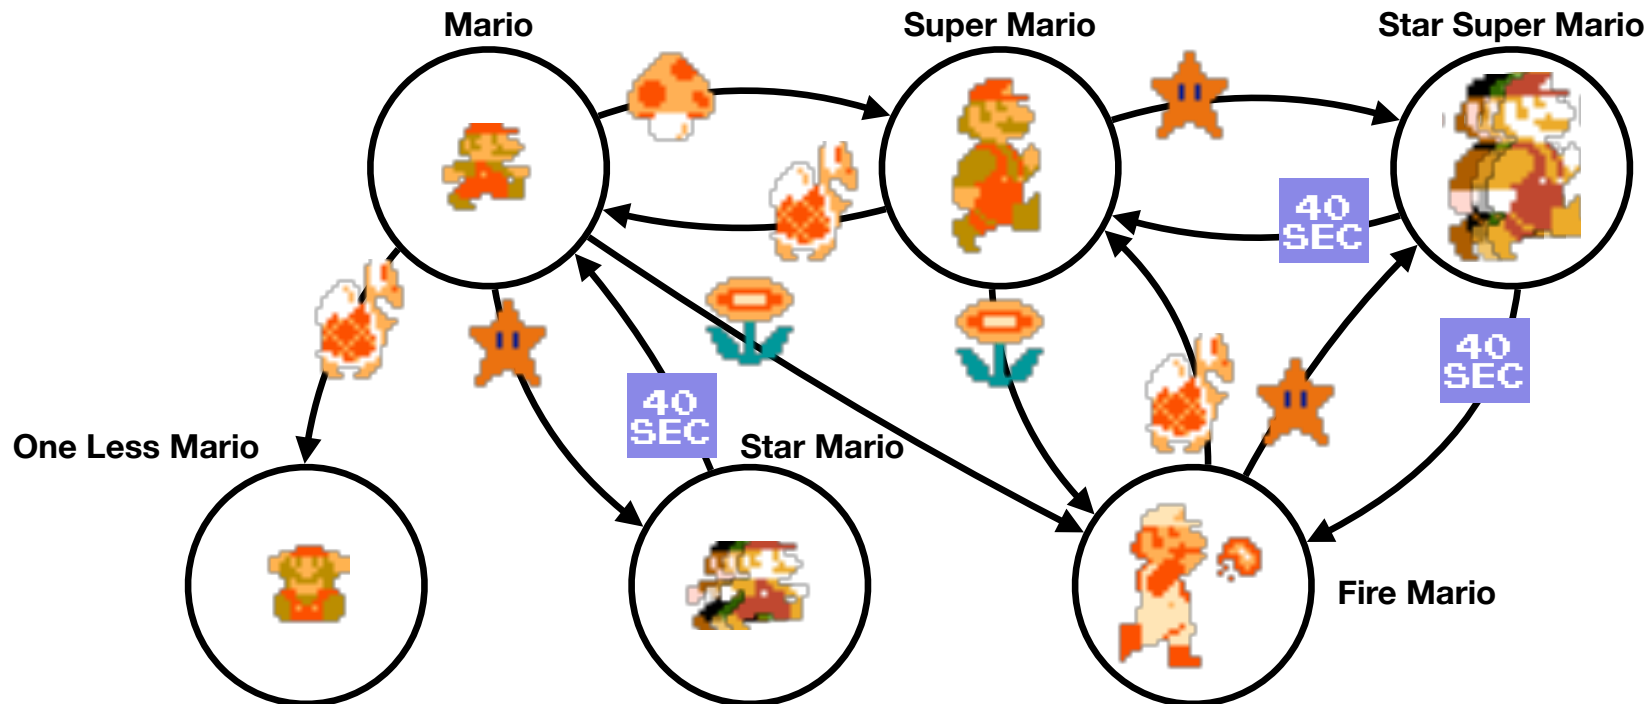 Mario
Super Mario
Star Super Mario
40
SEC
40
SEC
40
SEC
One Less Mario
Star Mario
Fire Mario